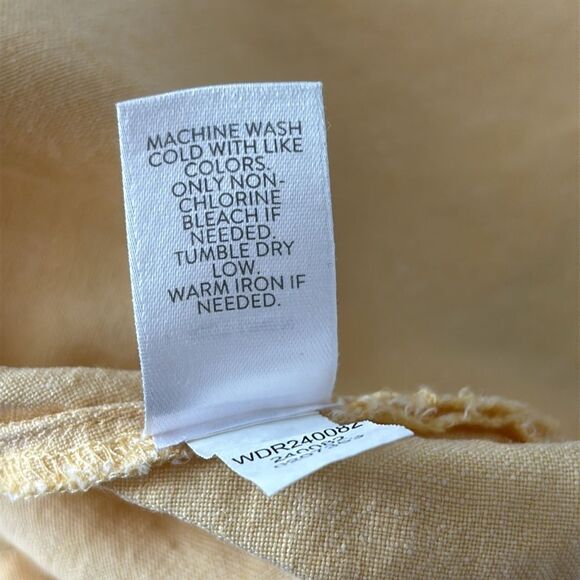 MACHINE WASH
COLD WITH LIKE
COLORS.
ONLY NON-
CHLORINE
BLEACH IF
NEEDED.
TUMBLE DRY
LOW.
WARM IRON IF
NEEDED.
WDR240082
240082